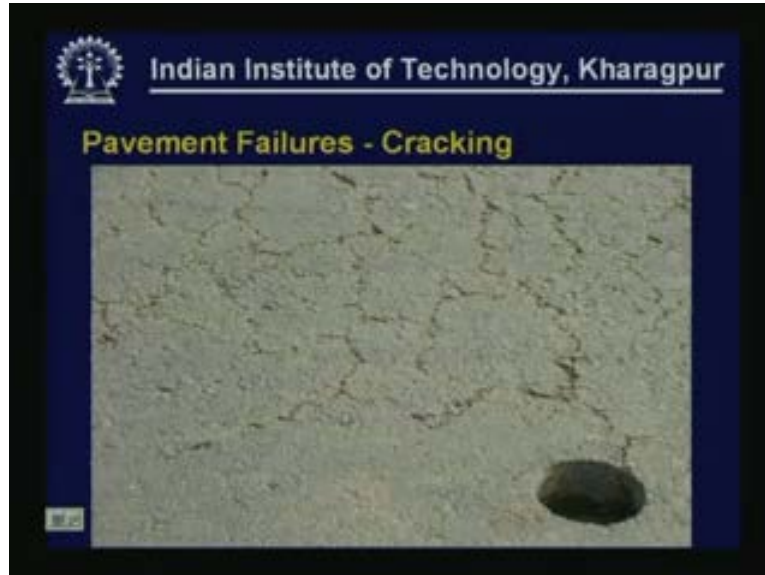 Indian Institute of Technology, Kharagpur
Pavement Failures - Cracking